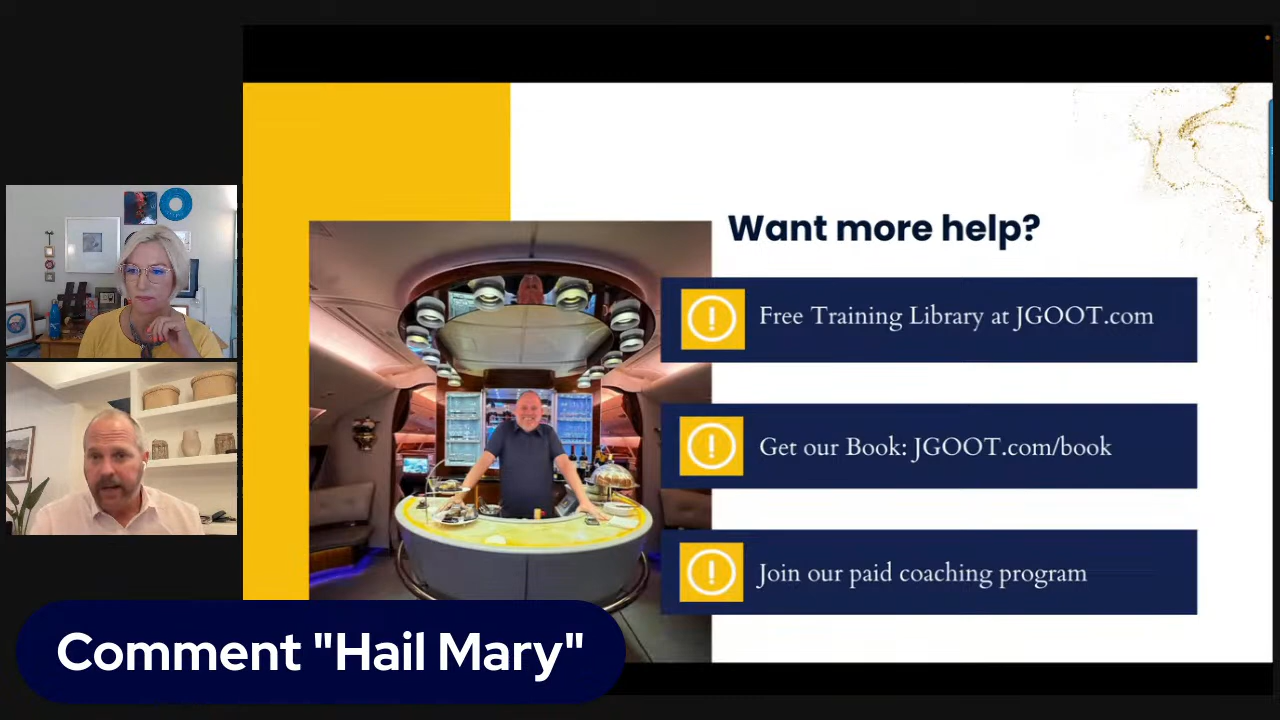 Want more help?
Free Training Library at JGOOT.com
Get our Book: JGOOT.com/book
Join our paid coaching program
Comment "Hail Mary"